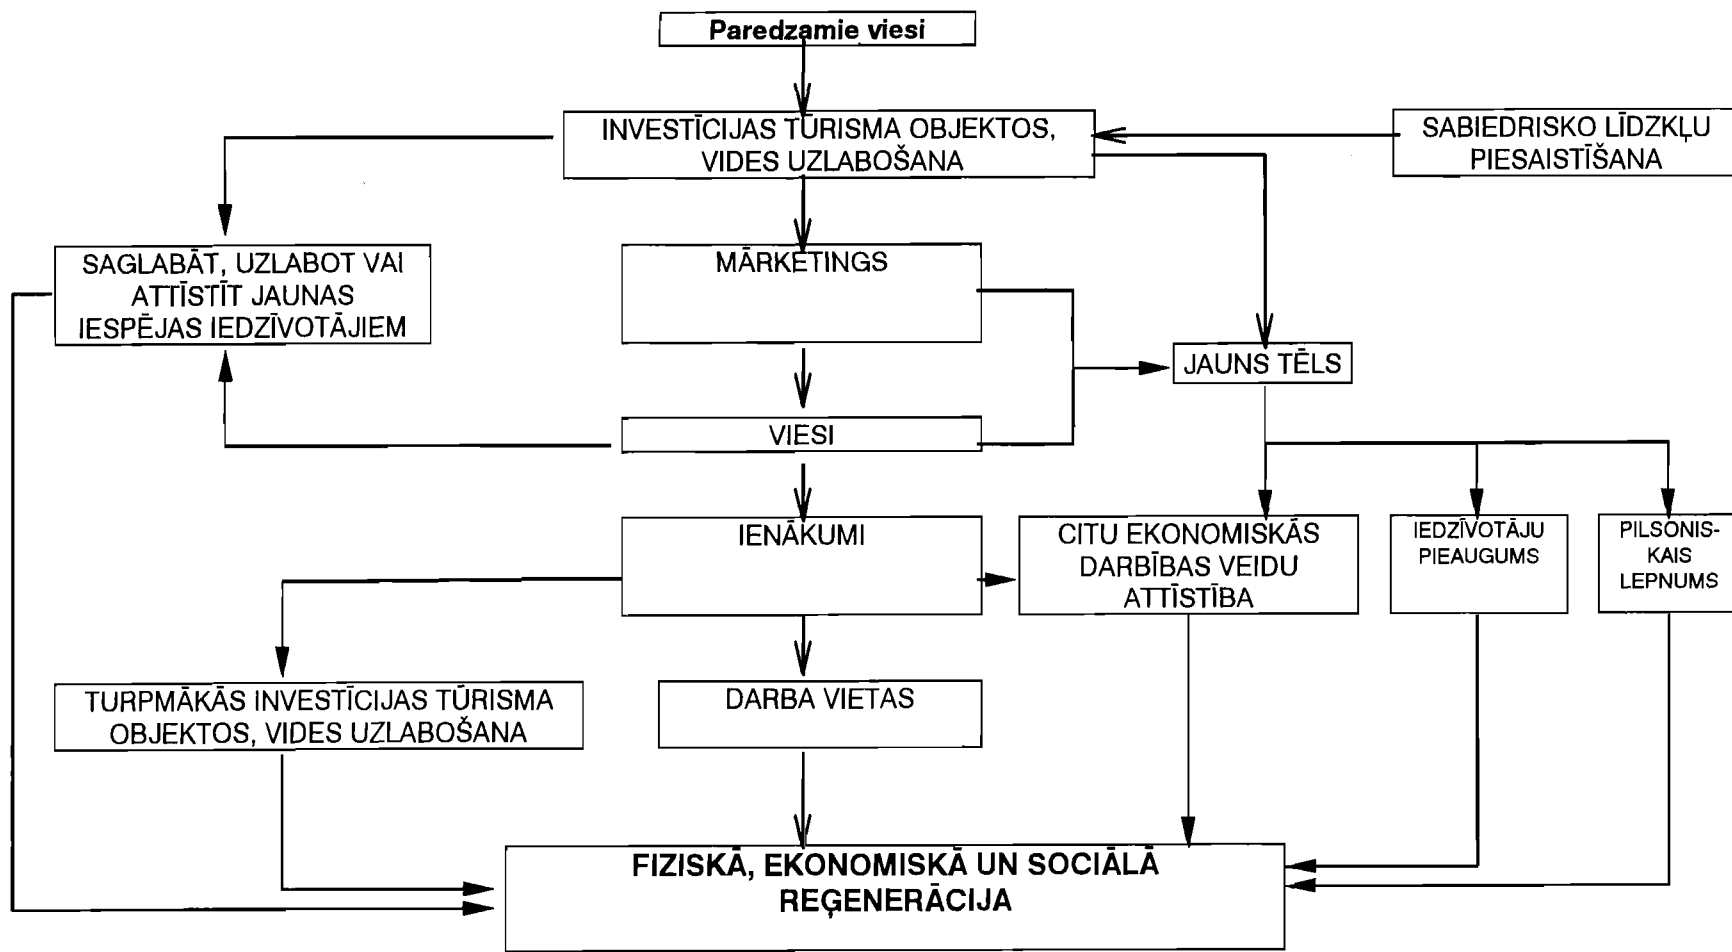 Paredzamie viesi
INVESTĪCIJAS TŪRISMA OBJEKTOS,
VIDES UZLABOŠANA
SABIEDRISKO LĪDZKĻU
PIESAISTĪŠANA
SAGLABĀT, UZLABOT VAI
ATTĪSTĪT JAUNAS
IESPĒJAS IEDZĪVOTĀJIEM
MĀRKETINGS
JAUNS TĒLS
VIESI
IENĀKUMI
CITU EKONOMISKĀS
DARBĪBAS VEIDU
ATTĪSTĪBA
IEDZĪVOTĀJU
PIEAUGUMS
PILSONIS-
KAIS
LEPNUMS
TURPMĀKĀS INVESTĪCIJAS TŪRISMA
OBJEKTOS, VIDES UZLABOŠANA
DARBA VIETAS
FIZISKĀ, EKONOMISKĀ UN SOCIĀLĀ
REĢENERĀCIJA